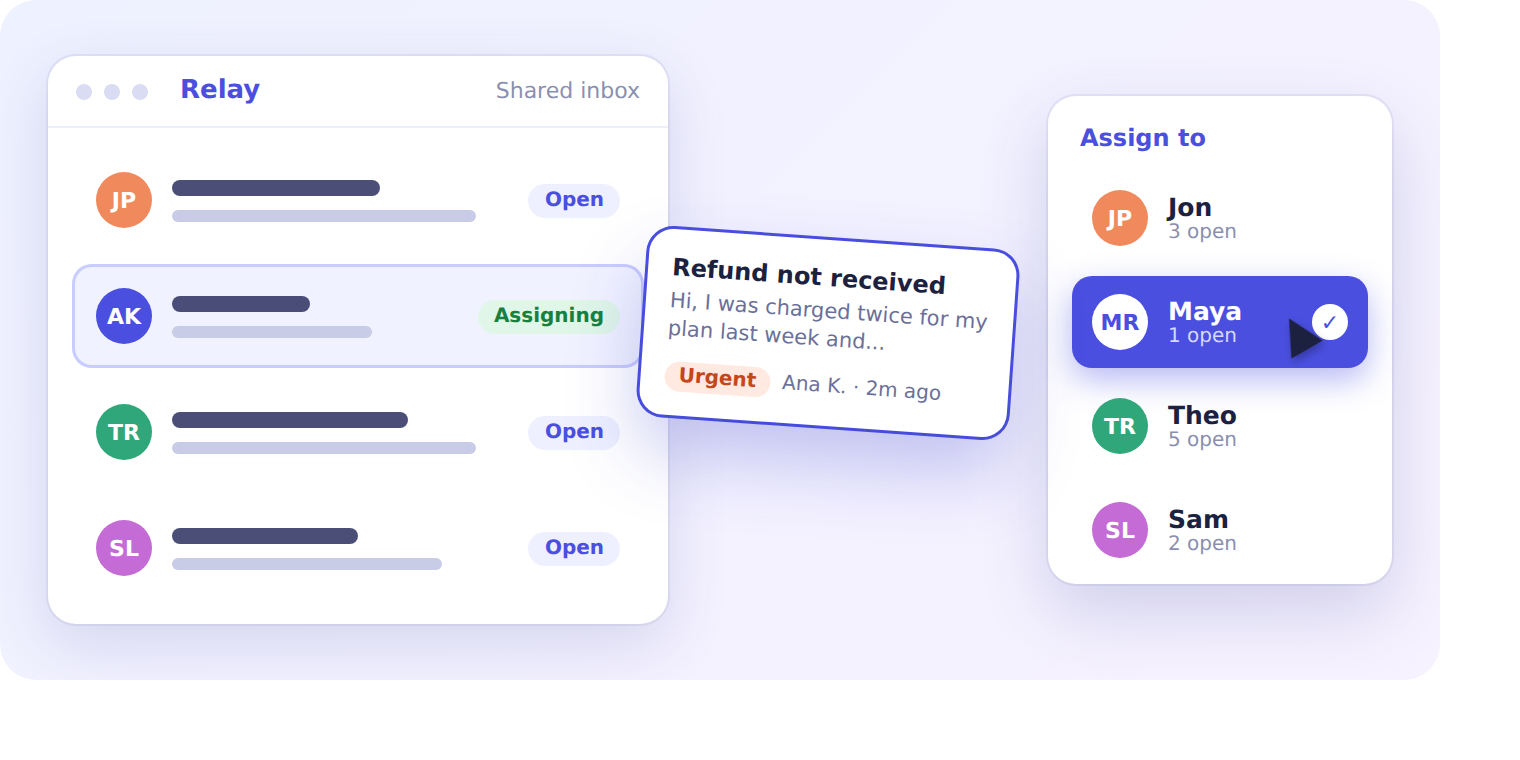 Relay
Shared inbox
JP
Open
AK
Assigning
TR
Open
SL
Open
Refund not received
Hi, I was charged twice for my
plan last week and...
Urgent
Ana K. · 2m ago
Assign to
JP
Jon
3 open
MR
Maya
1 open
✓
TR
Theo
5 open
SL
Sam
2 open